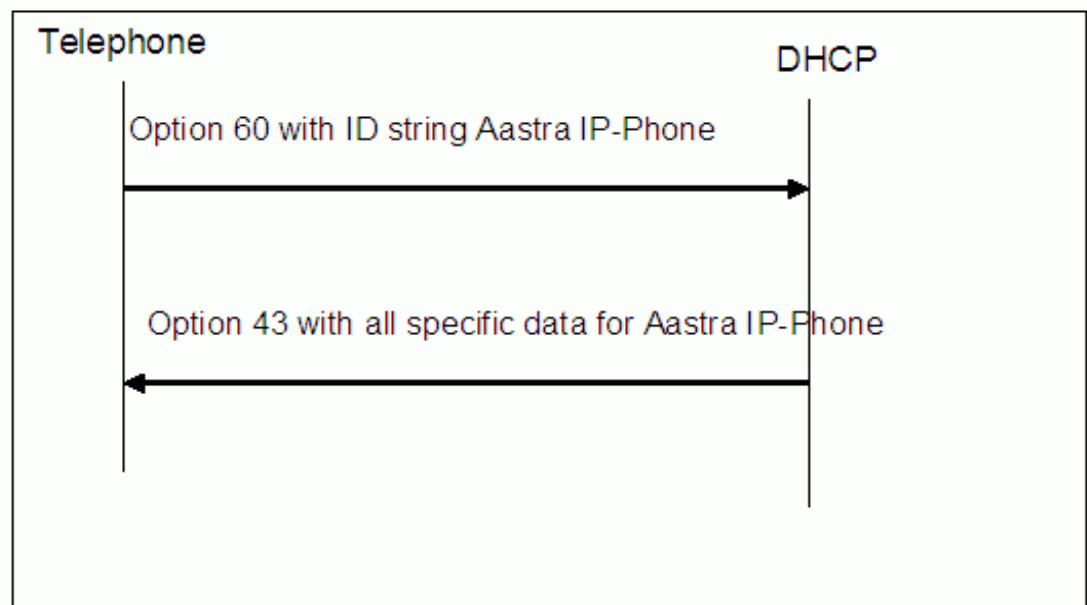 Telephone
DHCP
Option 60 with ID string Aastra IP-Phone
Option 43 with all specific data for Aastra IP-Phone